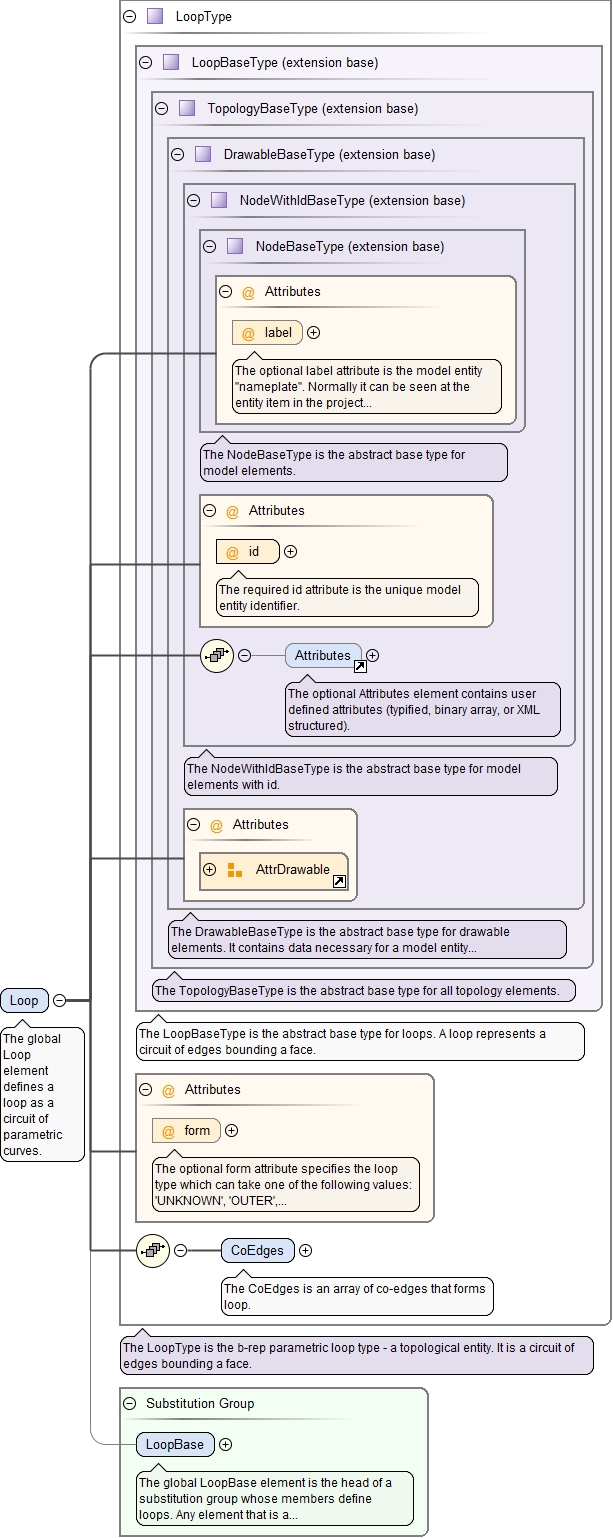 LoopType
LoopBaseType (extension base)
TopologyBaseType (extension base)
DrawableBaseType (extension base)
NodeWithIdBaseType (extension base)
NodeBaseType (extension base)
@ Attributes
@ label
The optional label attribute is the model entity
"nameplate". Normally it can be seen at the
entity item in the project...
The NodeBaseType is the abstract base type for
model elements.
@ Attributes
@ id
The required id attribute is the unique model
entity identifier.
Attributes
The optional Attributes element contains user
defined attributes (typified, binary array, or XML
structured).
The NodeWithIdBaseType is the abstract base type for model
elements with id.
@ Attributes
AttrDrawable
The DrawableBaseType is the abstract base type for drawable
elements. It contains data necessary for a model entity...
The TopologyBaseType is the abstract base type for all topology elements.
Loop
The global
Loop
element
defines a
loop as a
circuit of
parametric
curves.
The LoopBaseType is the abstract base type for loops. A loop represents a
circuit of edges bounding a face.
@ Attributes
@ form
The optional form attribute specifies the loop
type which can take one of the following values:
'UNKNOWN', 'OUTER',...
CoEdges
The CoEdges is an array of co-edges that forms
loop.
The LoopType is the b-rep parametric loop type - a topological entity. It is a circuit of
edges bounding a face.
Substitution Group
LoopBase
The global LoopBase element is the head of a
substitution group whose members define
loops. Any element that is a...